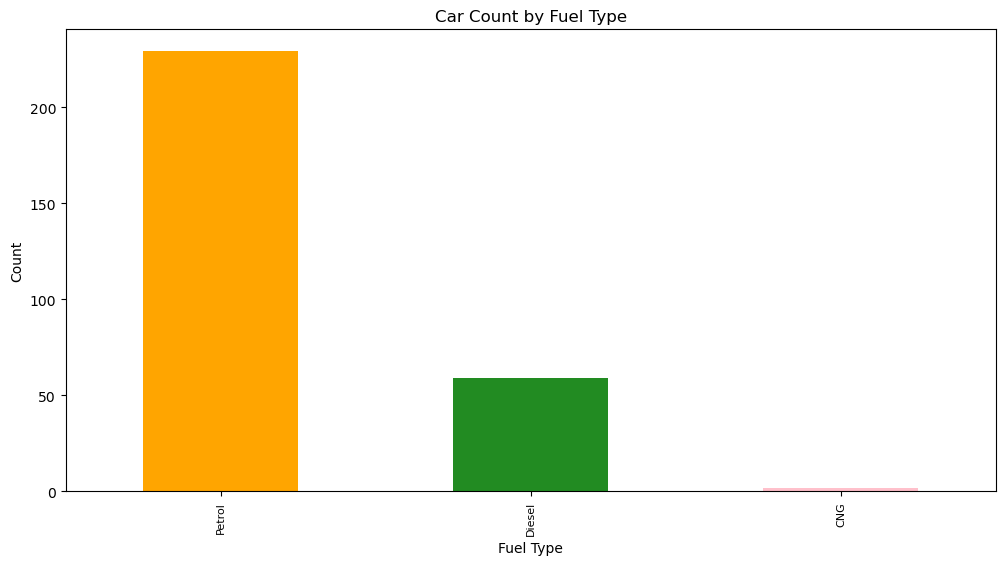 Car Count by Fuel Type
Count
200
150
100
50
0
Petrol
Diesel
CNG
Fuel Type